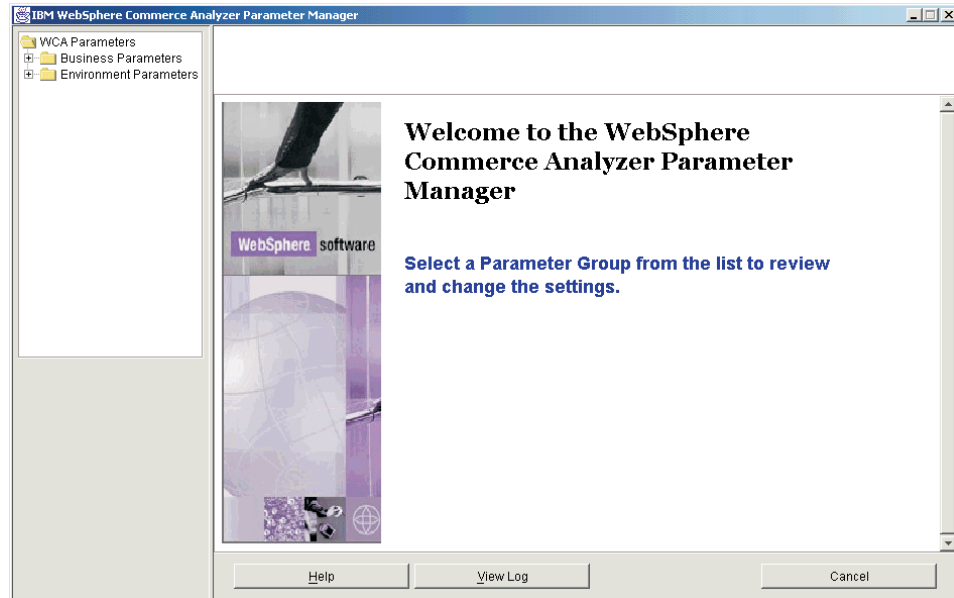 IBM WebSphere Commerce Analyzer Parameter Manager
WCA Parameters
Business Parameters
Environment Parameters
Welcome to the WebSphere
Commerce Analyzer Parameter
Manager
WebSphere software
Select a Parameter Group from the list to review
and change the settings.
Help
View Log
Cancel